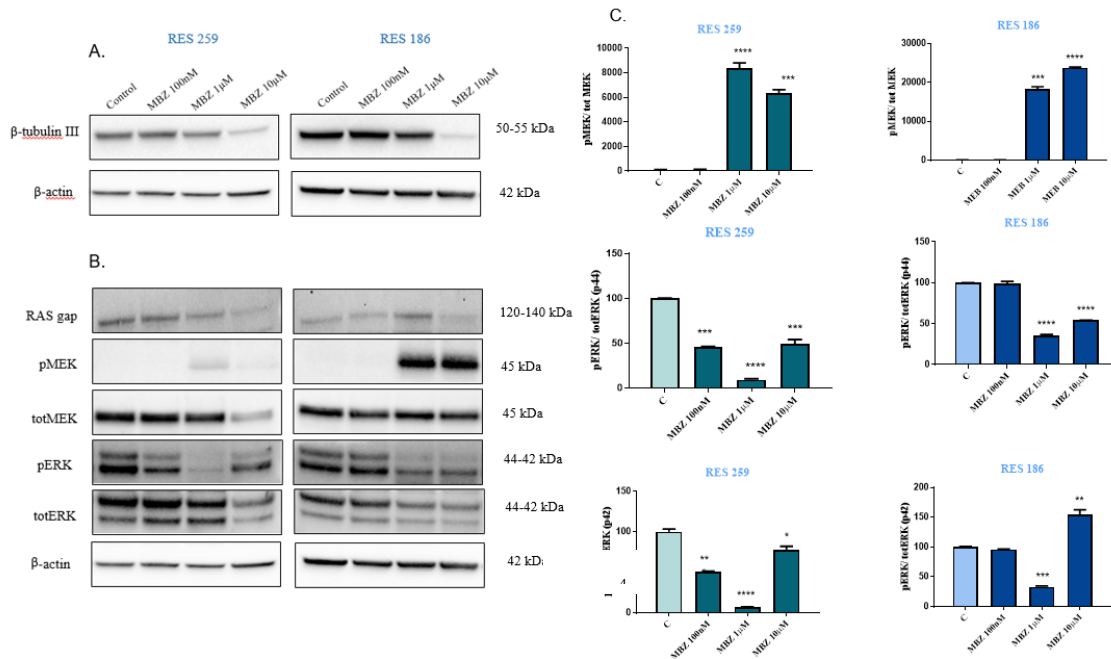 A.
RES 259
RES 186
Control
MBZ 100nM
MBZ 1µM
MBZ 10µM
Control
MBZ 100nM
MBZ 1µM
MBZ 10µM
β-tubulin III
50-55 kDa
β-actin
42 kDa
B.
RAS gap
120-140 kDa
pMEK
45 kDa
totMEK
45 kDa
pERK
44-42 kDa
totERK
44-42 kDa
β-actin
42 kDa
C.
RES 259
pMEK/ tot MEK
10000
8000
6000
4000
2000
0
****
***
C
MBZ 100nM
MBZ 1µM
MBZ 10µM
RES 186
pMEK/ tot MEK
30000
20000
10000
0
***
****
C
MEB 100nM
MEB 1µM
MEB 10µM
RES 259
pERK/ totERK (p44)
150
100
50
0
***
****
***
C
MBZ 100nM
MBZ 1µM
MBZ 10µM
RES 186
pERK/ totERK (p44)
150
100
50
0
****
****
C
MBZ 100nM
MBZ 1µM
MBZ 10µM
RES 259
ERK (p42)
150
100
0
**
****
*
C
MBZ 100nM
MBZ 1µM
MBZ 10µM
RES 186
pERK/ totERK (p42)
200
150
100
50
0
***
**
C
MBZ 100nM
MBZ 1µM
MBZ 10µM